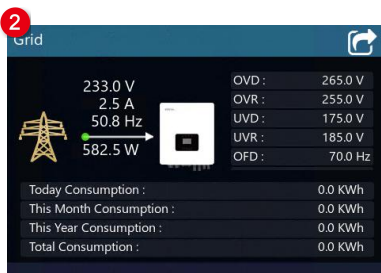 2
Grid
233.0 V
2.5 A
50.8 Hz
582.5 W
OVD : 265.0 V
OVR : 255.0 V
UVD : 175.0 V
UVR : 185.0 V
OFD : 70.0 Hz
Today Consumption : 0.0 KWh
This Month Consumption : 0.0 KWh
This Year Consumption : 0.0 KWh
Total Consumption : 0.0 KWh